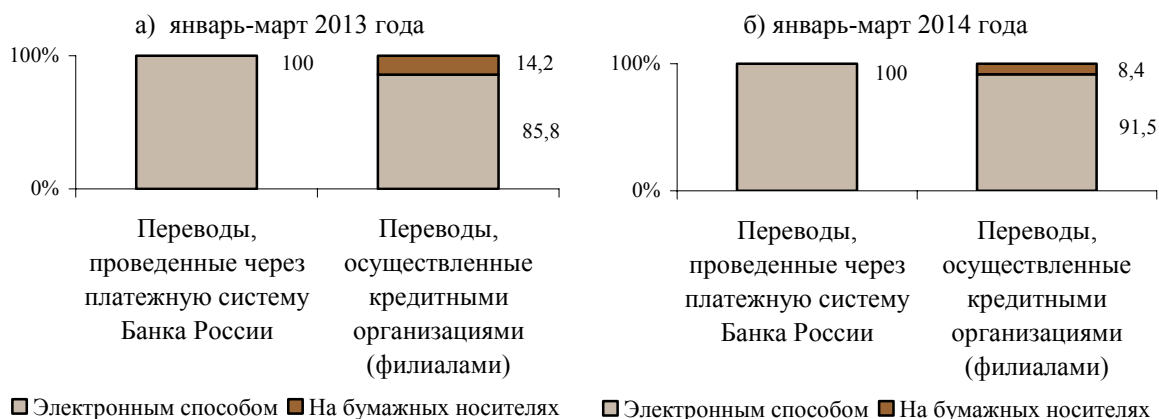 а) январь-март 2013 года
100%
100
14,2
85,8
0%
Переводы,
проведенные через
платежную систему
Банка России
Переводы,
осуществленные
кредитными
организациями
(филиалами)
Электронным способом
На бумажных носителях
б) январь-март 2014 года
100%
100
8,4
91,5
0%
Переводы,
проведенные через
платежную систему
Банка России
Переводы,
осуществленные
кредитными
организациями
(филиалами)
Электронным способом
На бумажных носителях